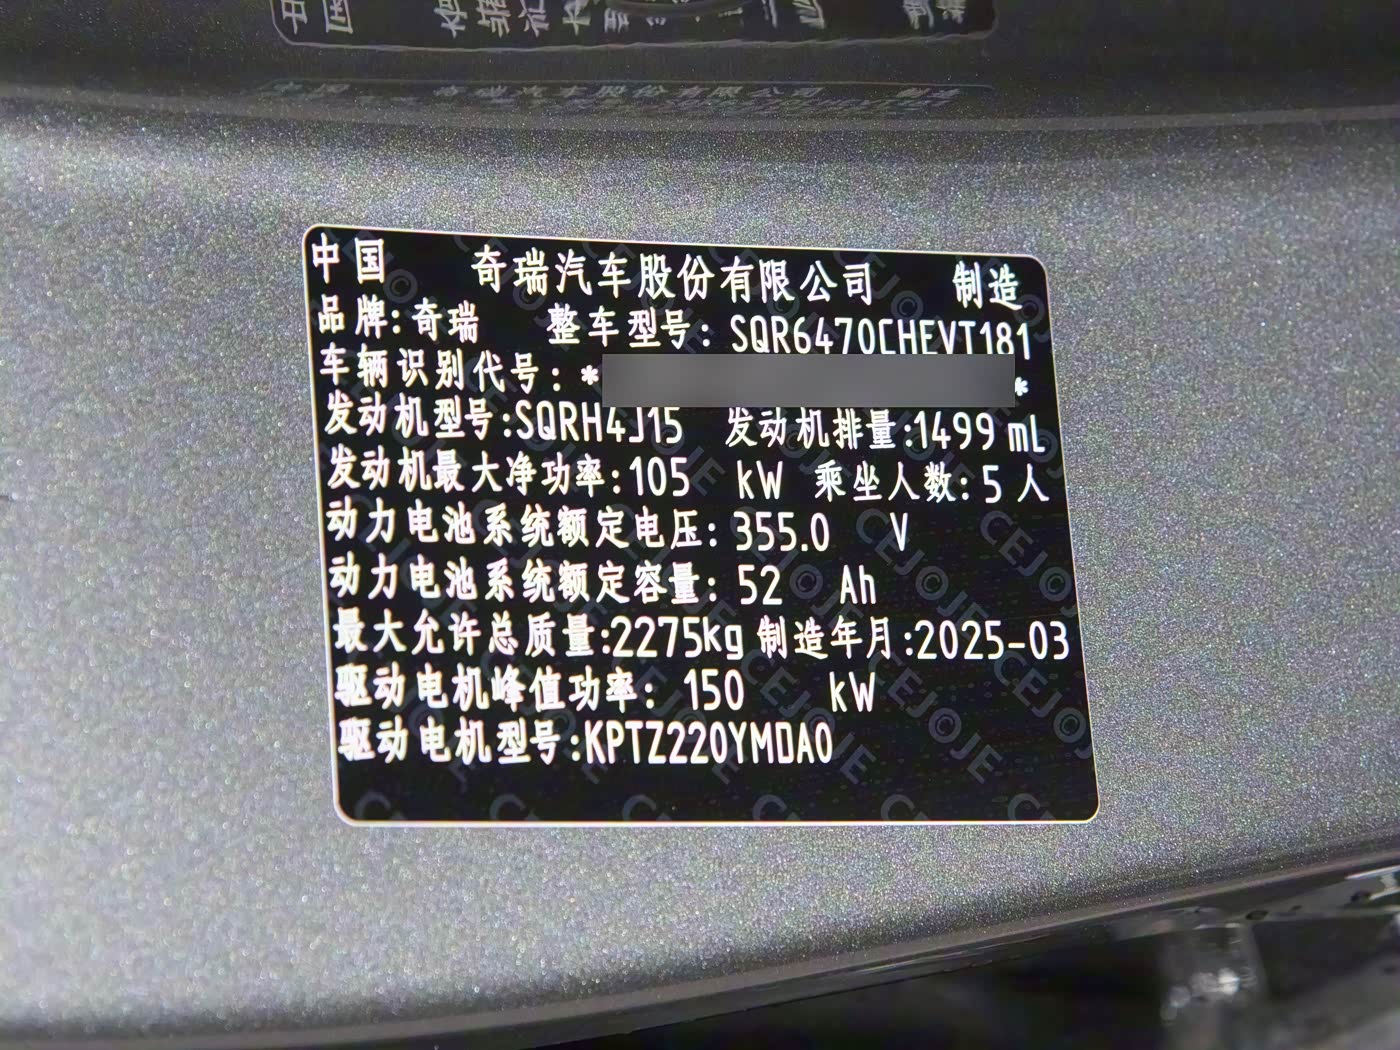 中国 奇瑞汽车股份有限公司 制造
品牌:奇瑞 整车型号: SQR6470CHEVT181
车辆识别代号: * *
发动机型号:SQRH4J15 发动机排量:1499 mL
发动机最大净功率:105 kW 乘坐人数:5 人
动力电池系统额定电压: 355.0 V
动力电池系统额定容量: 52 Ah
最大允许总质量:2275kg 制造年月:2025-03
驱动电机峰值功率: 150 kW
驱动电机型号:KPTZ220YMDA0